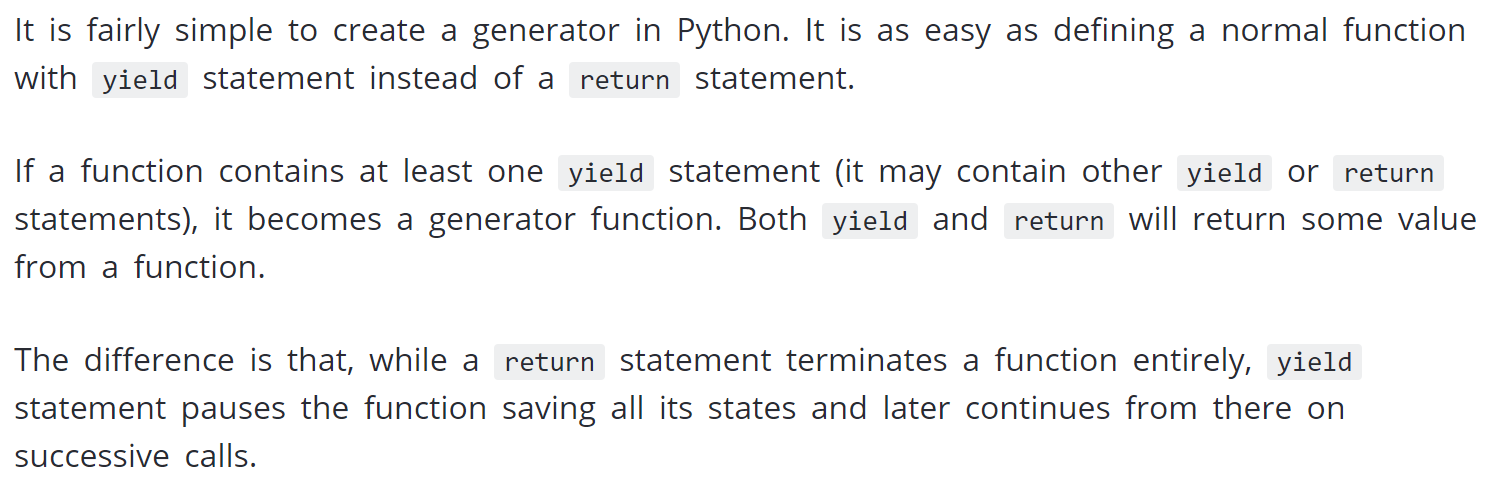 It is fairly simple to create a generator in Python. It is as easy as defining a normal function
with yield statement instead of a return statement.
If a function contains at least one yield statement (it may contain other yield or return
statements), it becomes a generator function. Both yield and return will return some value
from a function.
The difference is that, while a return statement terminates a function entirely, yield
statement pauses the function saving all its states and later continues from there on
successive calls.